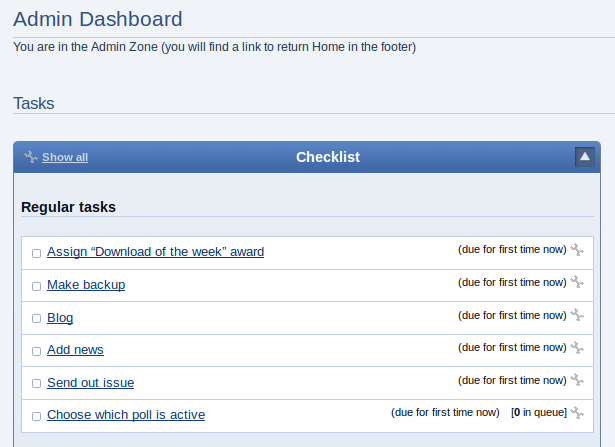 Admin Dashboard
You are in the Admin Zone (you will find a link to return Home in the footer)
Tasks
Show all Checklist
Regular tasks
Assign “Download of the week” award (due for first time now)
Make backup (due for first time now)
Blog (due for first time now)
Add news (due for first time now)
Send out issue (due for first time now)
Choose which poll is active (due for first time now) [0 in queue]